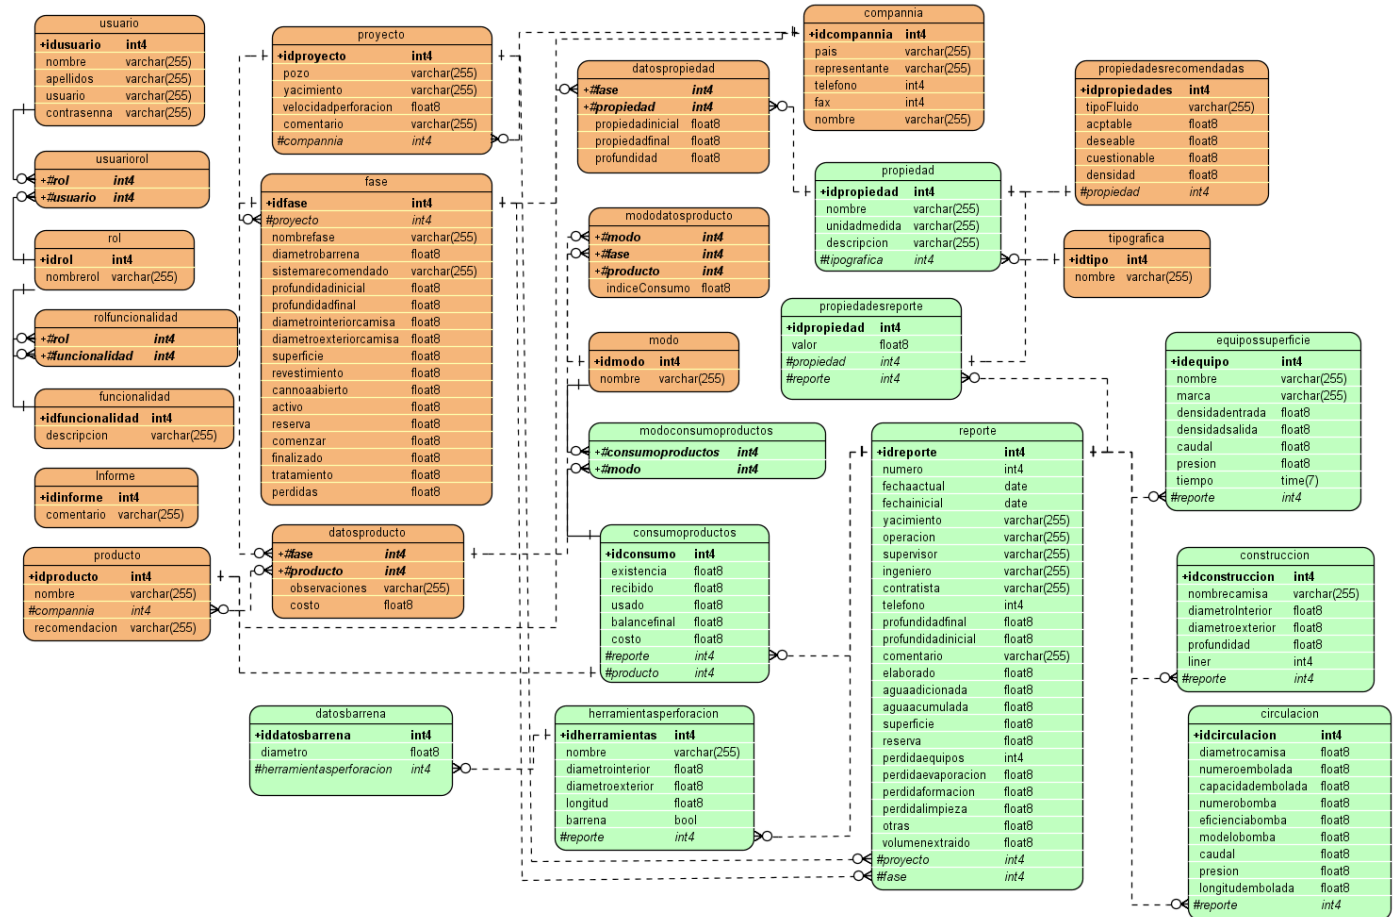 usuario
+idusuario int4
nombre varchar(255)
apellidos varchar(255)
usuario varchar(255)
contrasenna varchar(255)
usuariorol
+#rol int4
+#usuario int4
rol
+idrol int4
nombrerol varchar(255)
rolfuncionalidad
+#rol int4
+#funcionalidad int4
funcionalidad
+idfuncionalidad int4
descripcion varchar(255)
Informe
+idinforme int4
comentario varchar(255)
producto
+idproducto int4
nombre varchar(255)
#compannia int4
recomendacion varchar(255)
proyecto
+idproyecto int4
pozo varchar(255)
yacimiento varchar(255)
velocidadperforacion float8
comentario varchar(255)
#compannia int4
fase
+idfase int4
#proyecto int4
nombrefase varchar(255)
diametrobarrena float8
sistemarecomendado varchar(255)
profundidadinicial float8
profundidadfinal float8
diametrointeriorcamisa float8
diametroexteriorcamisa float8
superficie float8
revestimiento float8
cannoaabierto float8
activo float8
reserva float8
comenzar float8
finalizado float8
tratamiento float8
perdidas float8
datosproducto
+#fase int4
+#producto int4
observaciones varchar(255)
costo float8
datosbarrena
+iddatosbarrena int4
diametro float8
#herramientasperforacion int4
datospropiedad
+#fase int4
+#propiedad int4
propiedadinicial float8
propiedadfinal float8
profundidad float8
mododatosproducto
+#modo int4
+#fase int4
+#producto int4
indiceConsumo float8
modo
+idmodo int4
nombre varchar(255)
modoconsumoproductos
+#consumoproductos int4
+#modo int4
consumoproductos
+idconsumo int4
existencia float8
recibido float8
usado float8
balancefinal float8
costo float8
#reporte int4
#producto int4
herramientasperforacion
+idherramientas int4
nombre varchar(255)
diametrointerior float8
diametroexterior float8
longitud float8
barrena bool
#reporte int4
compannia
+idcompannia int4
pais varchar(255)
representante varchar(255)
telefono int4
fax int4
nombre varchar(255)
propiedad
+idpropiedad int4
nombre varchar(255)
unidadmedida varchar(255)
descripcion varchar(255)
#tipografica int4
propiedadesreporte
+idpropiedad int4
valor float8
#propiedad int4
#reporte int4
reporte
+idreporte int4
numero int4
fechaactual date
fechainicial date
yacimiento varchar(255)
operacion varchar(255)
supervisor varchar(255)
ingeniero varchar(255)
contratista varchar(255)
telefono int4
profundidadfinal float8
profundidadinicial float8
comentario varchar(255)
elaborado float8
aguaadicionada float8
aguaacumulada float8
superficie float8
reserva float8
perdidaequipos int4
perdidaevaporacion float8
perdidaformacion float8
perdidalimpieza float8
otras float8
volumenextraido float8
#proyecto int4
#fase int4
propiedadesrecomendadas
+idpropiedades int4
tipoFluido varchar(255)
acptable float8
deseable float8
cuestionable float8
densidad float8
#propiedad int4
tipografica
+idtipo int4
nombre varchar(255)
equipossuperficie
+idequipo int4
nombre varchar(255)
marca varchar(255)
densidadentrada float8
densidadsalida float8
caudal float8
presion float8
tiempo time(7)
#reporte int4
construccion
+idconstruccion int4
nombrecamisa varchar(255)
diametroInterior float8
diametroexterior float8
profundidad float8
liner int4
#reporte int4
circulacion
+idcirculacion int4
diametrocamisa float8
numeroembolada float8
capacidadembolada float8
numerobomba float8
eficienciabomba float8
modelobomba float8
caudal float8
presion float8
longitudembolada float8
#reporte int4